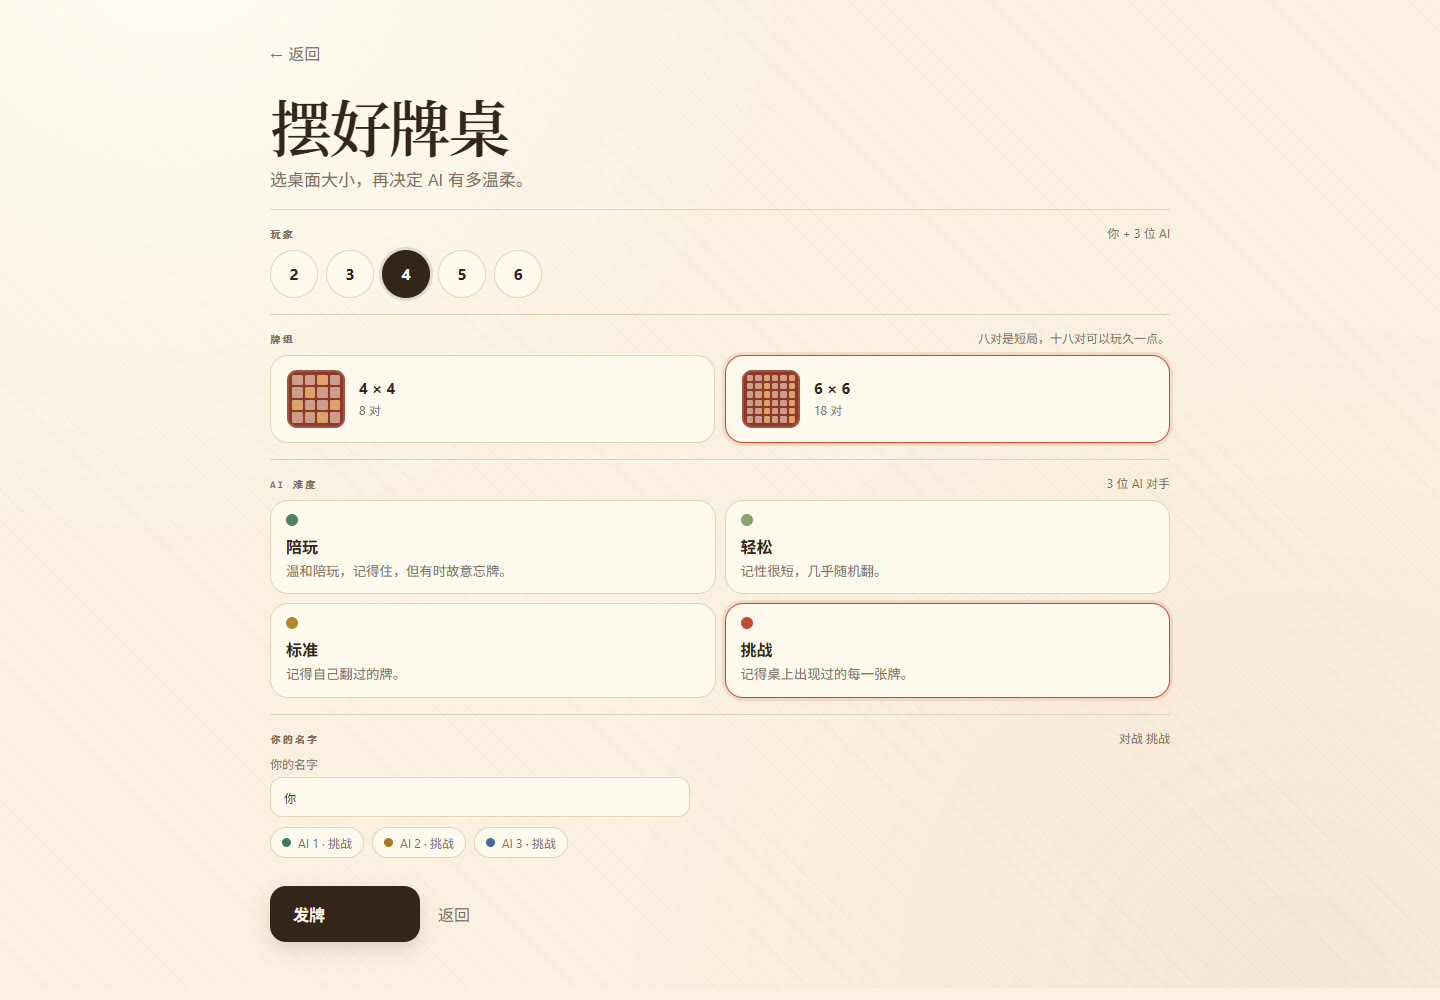 ← 返回
摆好牌桌
选桌面大小，再决定 AI 有多温柔。
玩家
你 + 3 位 AI
2 3 4 5 6
牌组
八对是短局，十八对可以玩久一点。
4 × 4
8 对
6 × 6
18 对
AI 难度
3 位 AI 对手
陪玩
温和陪玩，记得住，但有时故意忘牌。
轻松
记性很短，几乎随机翻。
标准
记得自己翻过的牌。
挑战
记得桌上出现过的每一张牌。
你的名字
对战 挑战
你的名字
你
AI 1 · 挑战
AI 2 · 挑战
AI 3 · 挑战
发牌
返回